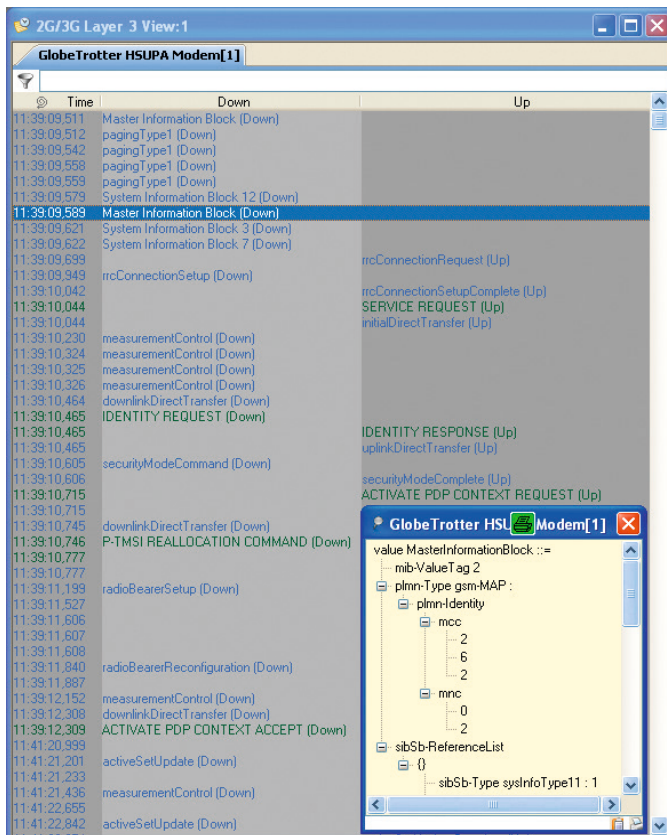 2G/3G Layer 3 View:1
GlobeTrotter HSUPA Modem[1]
Time Down Up
11:39:09,511 Master Information Block (Down)
11:39:09,512 pagingType1 (Down)
11:39:09,542 pagingType1 (Down)
11:39:09,558 pagingType1 (Down)
11:39:09,559 pagingType1 (Down)
11:39:09,579 System Information Block 12 (Down)
11:39:09,589 Master Information Block (Down)
11:39:09,621 System Information Block 3 (Down)
11:39:09,622 System Information Block 7 (Down)
11:39:09,699 rrcConnectionRequest (Up)
11:39:09,949 rrcConnectionSetup (Down)
11:39:10,042 rrcConnectionSetupComplete (Up)
11:39:10,044 SERVICE REQUEST (Up)
11:39:10,044 initialDirectTransfer (Up)
11:39:10,230 measurementControl (Down)
11:39:10,324 measurementControl (Down)
11:39:10,325 measurementControl (Down)
11:39:10,326 measurementControl (Down)
11:39:10,464 downlinkDirectTransfer (Down)
11:39:10,465 IDENTITY REQUEST (Down)
11:39:10,465 IDENTITY RESPONSE (Up)
11:39:10,465 uplinkDirectTransfer (Up)
11:39:10,605 securityModeCommand (Down)
11:39:10,606 securityModeComplete (Up)
11:39:10,715 ACTIVATE PDP CONTEXT REQUEST (Up)
11:39:10,715
11:39:10,745 downlinkDirectTransfer (Down)
11:39:10,746 P-TMSI REALLOCATION COMMAND (Down)
11:39:10,777
11:39:10,777
11:39:11,199 radioBearerSetup (Down)
11:39:11,527
11:39:11,606
11:39:11,607
11:39:11,608
11:39:11,840 radioBearerReconfiguration (Down)
11:39:11,887
11:39:12,152 measurementControl (Down)
11:39:12,308 downlinkDirectTransfer (Down)
11:39:12,309 ACTIVATE PDP CONTEXT ACCEPT (Down)
11:41:20,999
11:41:21,201 activeSetUpdate (Down)
11:41:21,233
11:41:21,436 measurementControl (Down)
11:41:22,655
11:41:22,842 activeSetUpdate (Down)
GlobeTrotter HSU Modem[1]
value MasterInformationBlock ::=
mib-ValueTag 2
plmn-Type gsm-MAP :
plmn-Identity
mcc
2
6
2
mnc
0
2
sibSb-ReferenceList
{}
sibSb-Type sysInfoType11 : 1